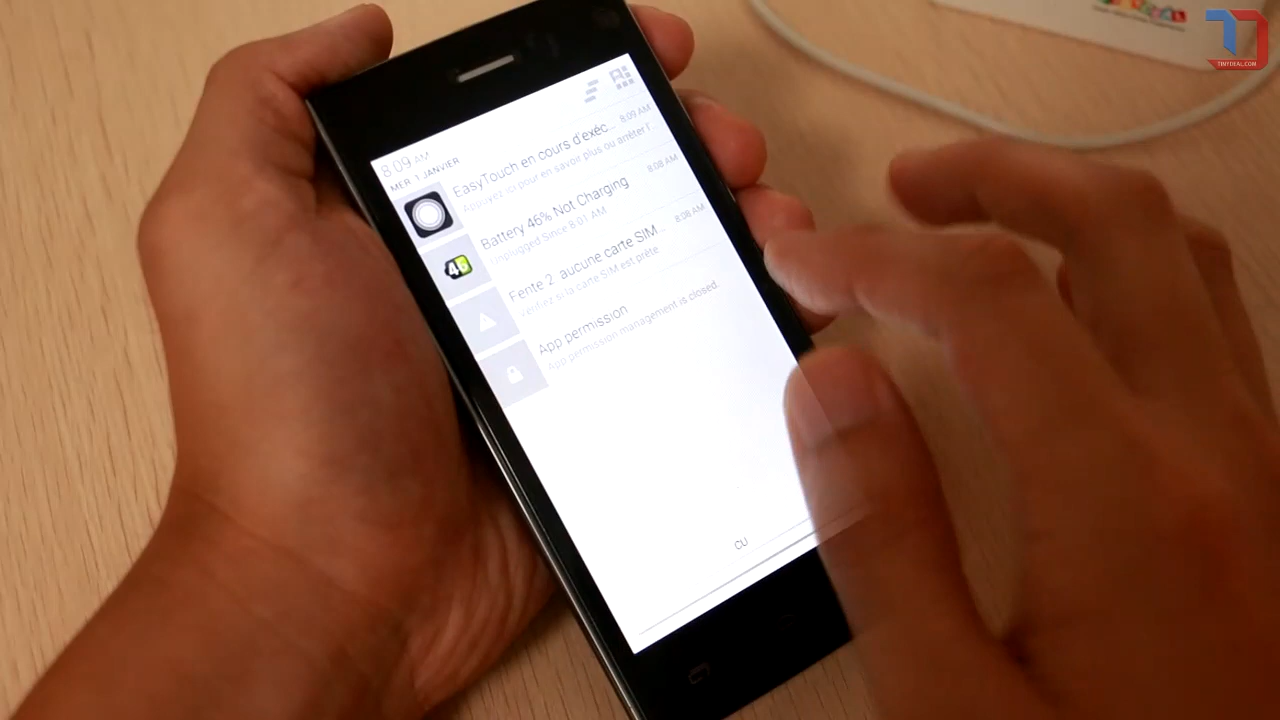 TINYDEAL.COM
8:09 AM
MER. 1 JANVIER
EasyTouch en cours d'exéc... 8:09 AM
Appuyez ici pour en savoir plus ou arrêter l'...
Battery 46% Not Charging 8:08 AM
Unplugged Since 8:01 AM
46
Fente 2: aucune carte SIM... 8:08 AM
Vérifiez si la carte SIM est prête
App permission
App permission management is closed.
CU